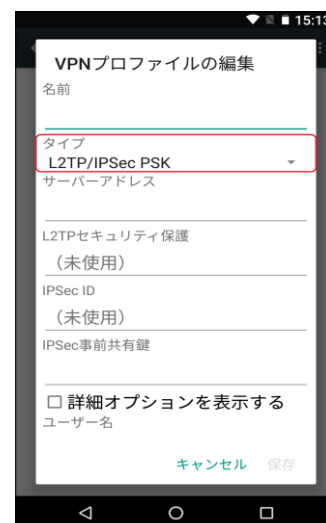 15:13
VPNプロファイルの編集
名前
タイプ
L2TP/IPSec PSK
サーバーアドレス
L2TPセキュリティ保護
（未使用）
IPSec ID
（未使用）
IPSec事前共有鍵
詳細オプションを表示する
ユーザー名
キャンセル 保存